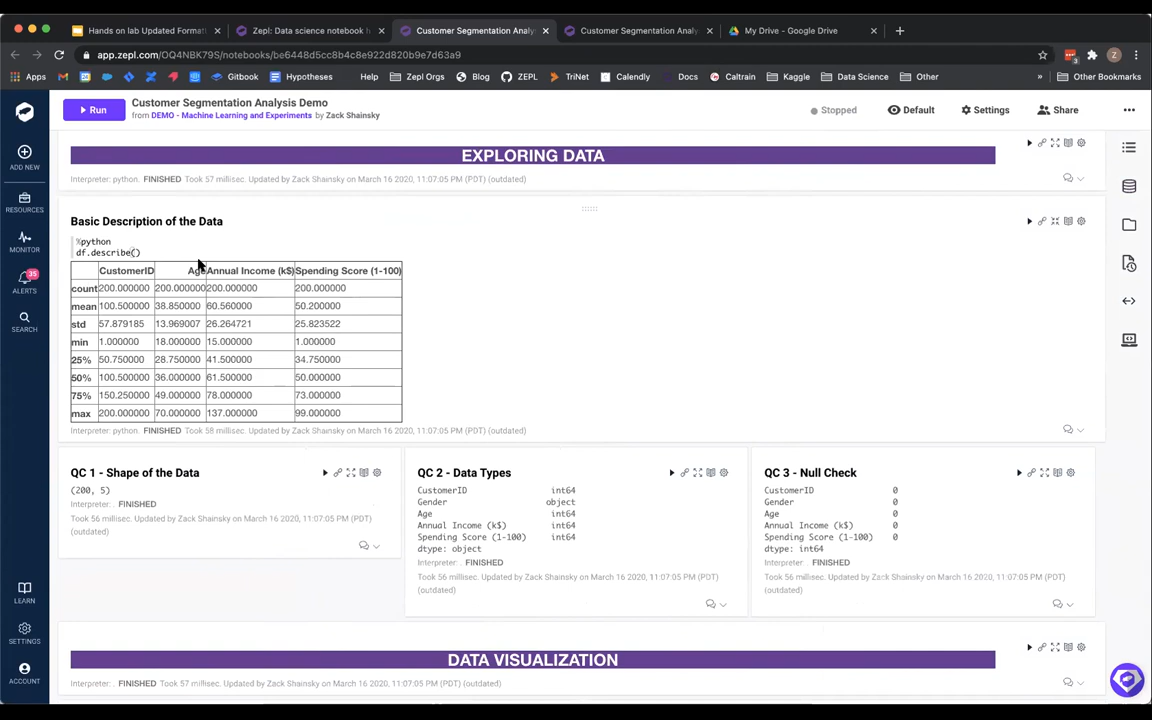 Hands on lab Updated Format
Zepl: Data science notebook
Customer Segmentation Analy
Customer Segmentation Analy
My Drive - Google Drive
app.zepl.com/OQ4NBK79S/notebooks/be6448d5cc8b4c8e922d820b9e7d63a9
Z
Apps
Gitbook
Hypotheses
Help
Zepl Orgs
Blog
ZEPL
TriNet
Calendly
Docs
Caltrain
Kaggle
Data Science
Other
»
Other Bookmarks
Run
Customer Segmentation Analysis Demo
from DEMO - Machine Learning and Experiments by Zack Shainsky
Stopped
Default
Settings
Share
ADD NEW
RESOURCES
MONITOR
35
ALERTS
SEARCH
LEARN
SETTINGS
ACCOUNT
EXPLORING DATA
Interpreter: python. FINISHED Took 57 millisec. Updated by Zack Shainsky on March 16 2020, 11:07:05 PM (PDT) (outdated)
Basic Description of the Data
%python
df.describe()
CustomerID Age Annual Income (k$) Spending Score (1-100)
count 200.000000 200.000000 200.000000 200.000000
mean 100.500000 38.850000 60.560000 50.200000
std 57.879185 13.969007 26.264721 25.823522
min 1.000000 18.000000 15.000000 1.000000
25% 50.750000 28.750000 41.500000 34.750000
50% 100.500000 36.000000 61.500000 50.000000
75% 150.250000 49.000000 78.000000 73.000000
max 200.000000 70.000000 137.000000 99.000000
Interpreter: python. FINISHED Took 58 millisec. Updated by Zack Shainsky on March 16 2020, 11:07:05 PM (PDT) (outdated)
QC 1 - Shape of the Data
(200, 5)
Interpreter: . FINISHED
Took 56 millisec. Updated by Zack Shainsky on March 16 2020, 11:07:05 PM (PDT)
(outdated)
QC 2 - Data Types
CustomerID int64
Gender object
Age int64
Annual Income (k$) int64
Spending Score (1-100) int64
dtype: object
Interpreter: . FINISHED
Took 56 millisec. Updated by Zack Shainsky on March 16 2020, 11:07:05 PM (PDT)
(outdated)
QC 3 - Null Check
CustomerID 0
Gender 0
Age 0
Annual Income (k$) 0
Spending Score (1-100) 0
dtype: int64
Interpreter: . FINISHED
Took 56 millisec. Updated by Zack Shainsky on March 16 2020, 11:07:05 PM (PDT)
(outdated)
DATA VISUALIZATION
Interpreter: python. FINISHED Took 57 millisec. Updated by Zack Shainsky on March 16 2020, 11:07:05 PM (PDT) (outdated)